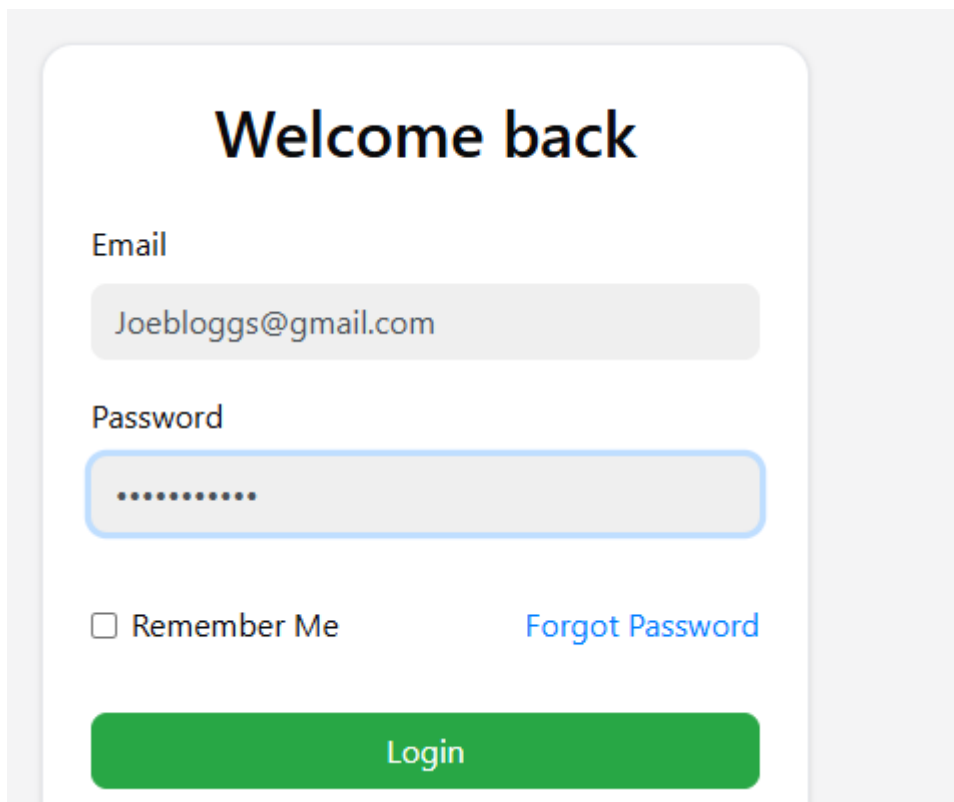 Welcome back
Email
Joebloggs@gmail.com
Password
•••••••••••
Remember Me Forgot Password
Login